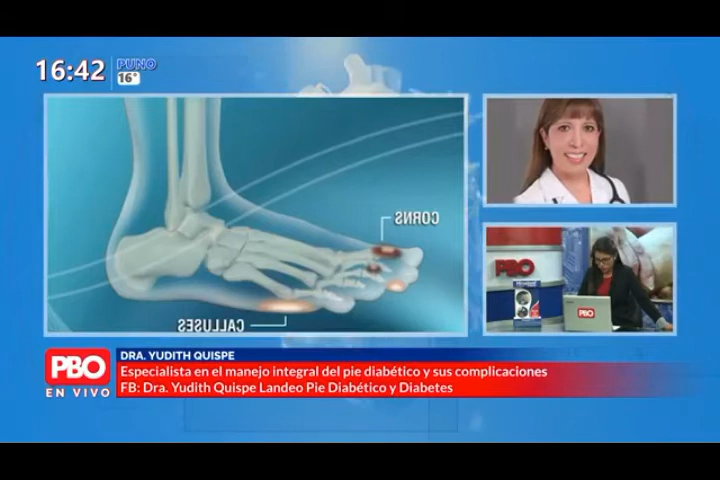 16:42
PUNO
16°
CORNS
CALLUSES
PBO
PBO
PBO
EN VIVO
DRA. YUDITH QUISPE
Especialista en el manejo integral del pie diabético y sus complicaciones
FB: Dra. Yudith Quispe Landeo Pie Diabético y Diabetes